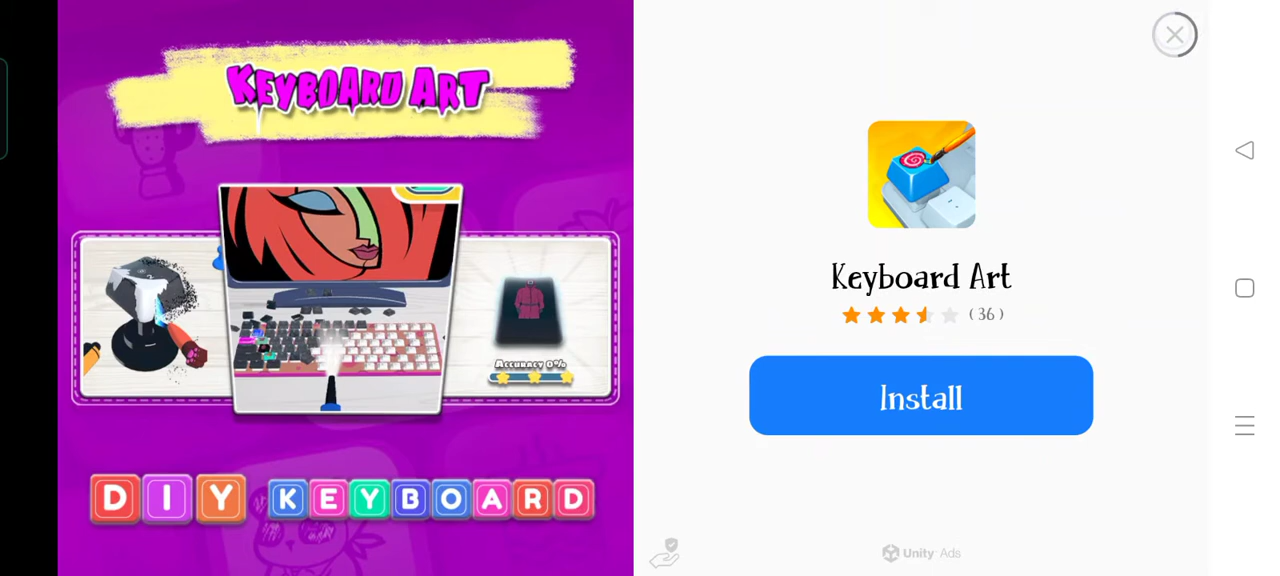 KEYBOARD ART
ACCURACY 0%
DIY KEYBOARD
Keyboard Art
( 36 )
Install
Unity Ads